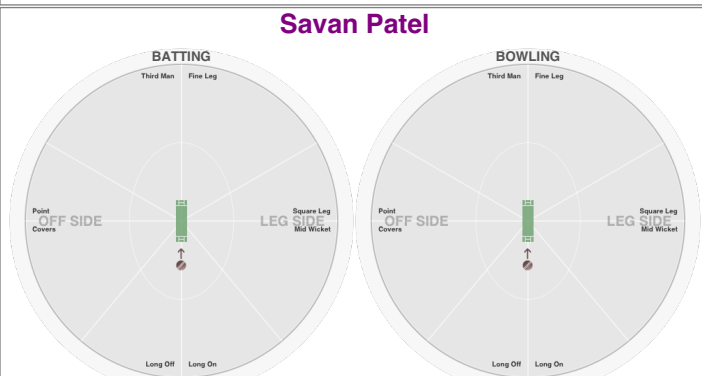 Savan Patel
BATTING BOWLING
Third Man Fine Leg Third Man Fine Leg
Point Square Leg Point Square Leg
OFF SIDE LEG SIDE OFF SIDE LEG SIDE
Covers Mid Wicket Covers Mid Wicket
Long Off Long On Long Off Long On